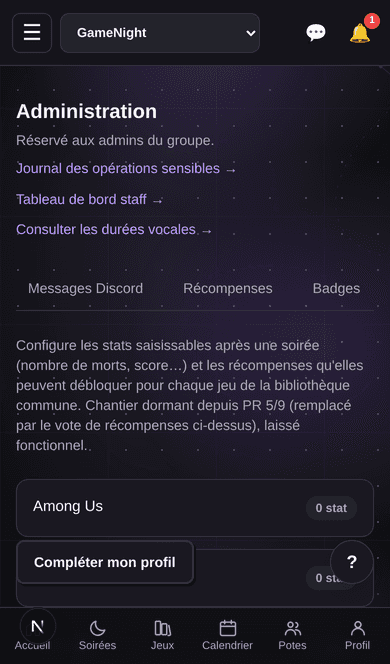 GameNight
1
Administration
Réservé aux admins du groupe.
Journal des opérations sensibles →
Tableau de bord staff →
Consulter les durées vocales →
Messages Discord Récompenses Badges
Configure les stats saisissables après une soirée
(nombre de morts, score…) et les récompenses qu'elles
peuvent débloquer pour chaque jeu de la bibliothèque
commune. Chantier dormant depuis PR 5/9 (remplacé
par le vote de récompenses ci-dessus), laissé
fonctionnel.
Among Us 0 stat
Compléter mon profil
0
?
N
Accueil Soirées Jeux Calendrier Potes Profil